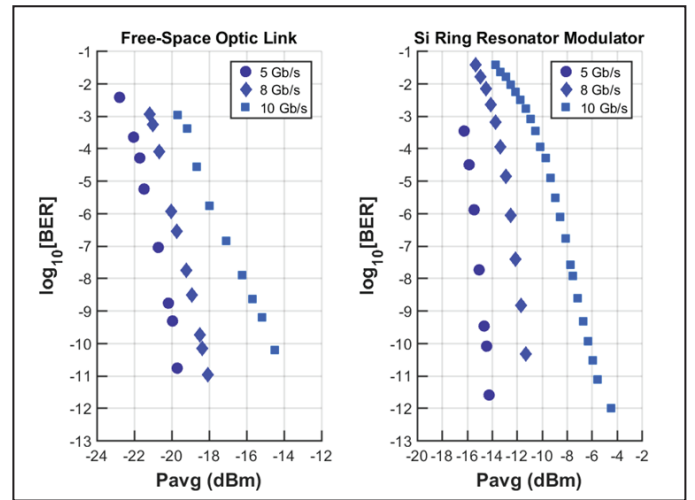 Free-Space Optic Link
-1
-2
-3
-4
-5
-6
-7
-8
-9
-10
-11
-12
-13
log10[BER]
5 Gb/s
8 Gb/s
10 Gb/s
-24 -22 -20 -18 -16 -14 -12
Pavg (dBm)
Si Ring Resonator Modulator
-1
-2
-3
-4
-5
-6
-7
-8
-9
-10
-11
-12
-13
log10[BER]
5 Gb/s
8 Gb/s
10 Gb/s
-20 -18 -16 -14 -12 -10 -8 -6 -4 -2
Pavg (dBm)